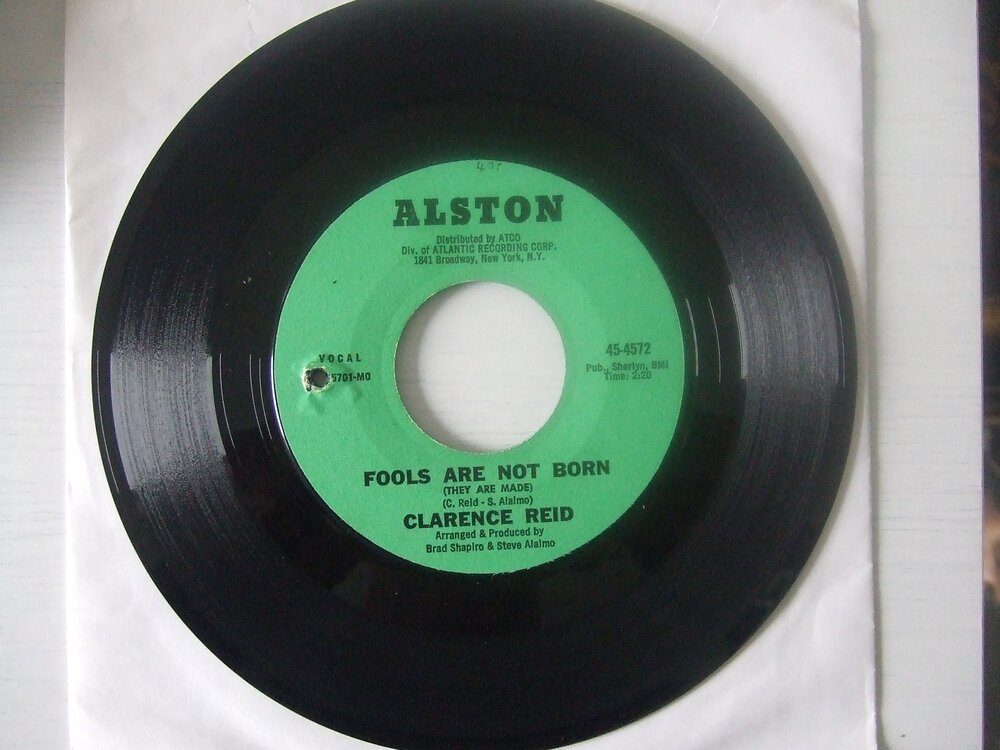 ALSTON
Distributed by ATCO
Div. of ATLANTIC RECORDING CORP.
1841 Broadway, New York, N.Y.
VOCAL
5701-MO
45-4572
Pub., Sherlyn, BMI
Time: 2:20
FOOLS ARE NOT BORN
(THEY ARE MADE)
(C. Reid - S. Alaimo)
CLARENCE REID
Arranged & Produced by
Brad Shapiro & Steve Alaimo